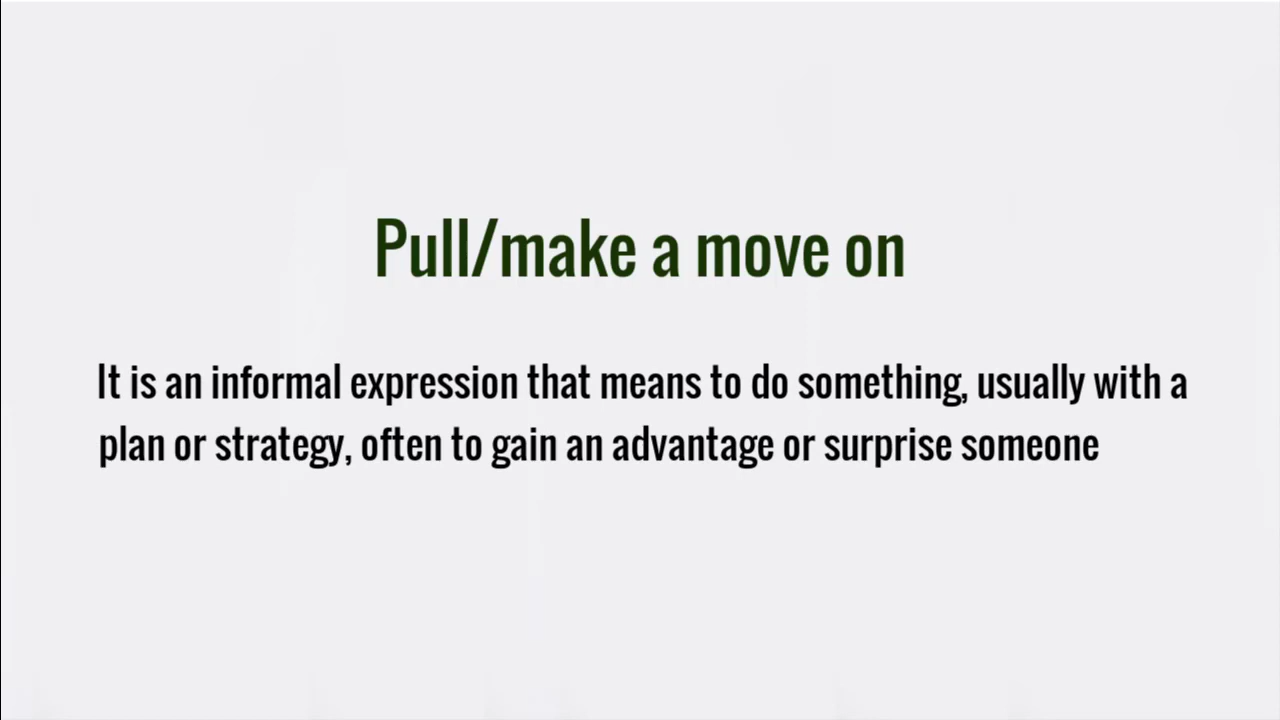 Pull/make a move on
It is an informal expression that means to do something, usually with a
plan or strategy, often to gain an advantage or surprise someone